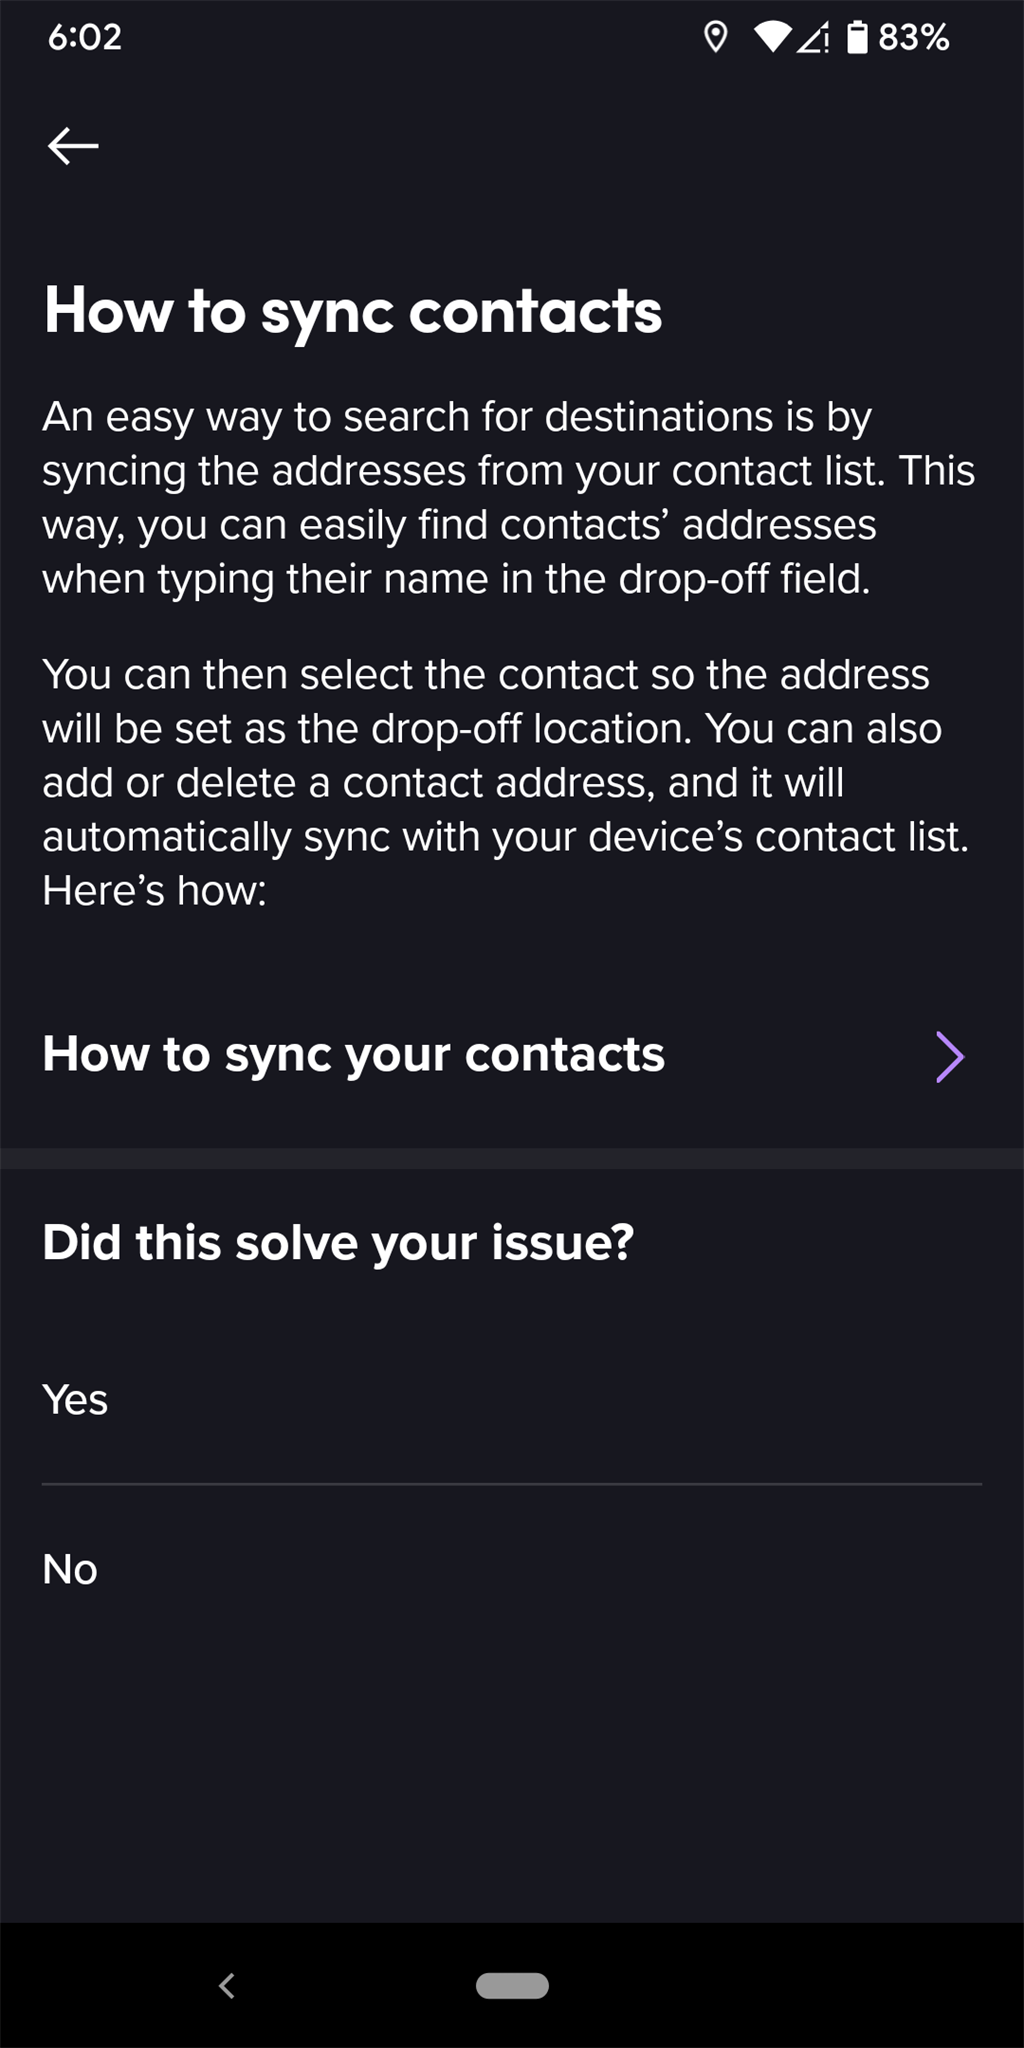 6:02
83%
How to sync contacts
An easy way to search for destinations is by
syncing the addresses from your contact list. This
way, you can easily find contacts’ addresses
when typing their name in the drop-off field.
You can then select the contact so the address
will be set as the drop-off location. You can also
add or delete a contact address, and it will
automatically sync with your device’s contact list.
Here’s how:
How to sync your contacts
Did this solve your issue?
Yes
No